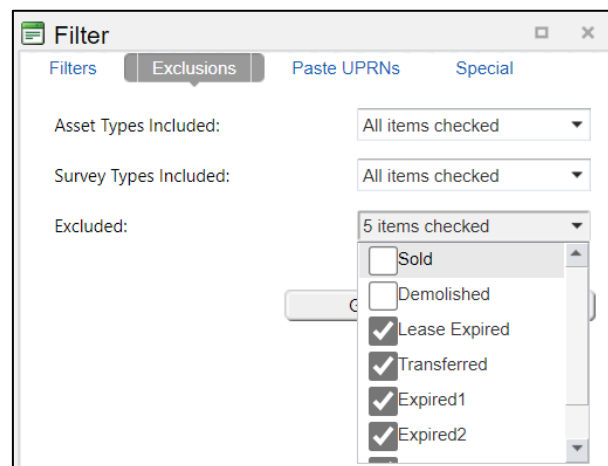 Filter
Filters Exclusions Paste UPRNs Special
Asset Types Included: All items checked
Survey Types Included: All items checked
Excluded: 5 items checked
Sold
Demolished
Lease Expired
Transferred
Expired1
Expired2